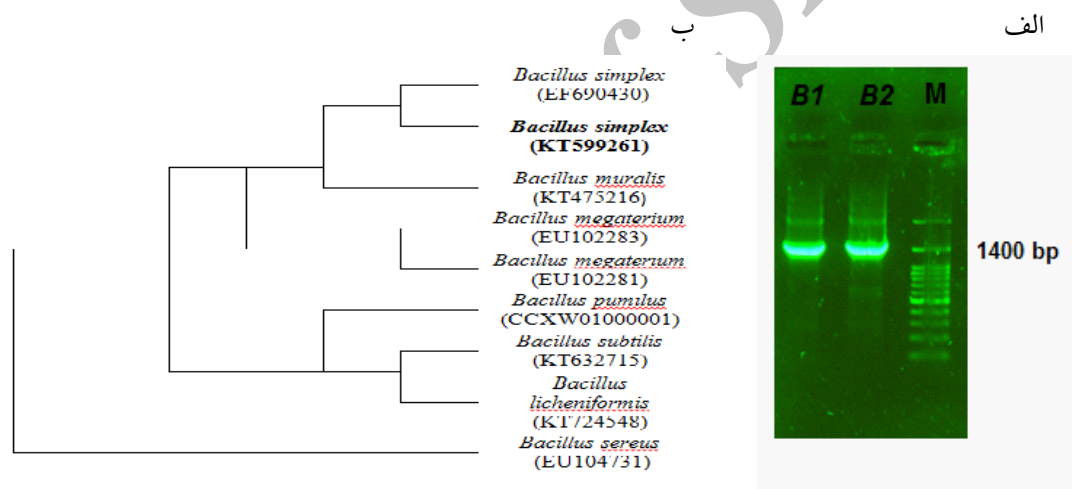 الف
ب
Bacillus simplex
(EF690430)
Bacillus simplex
(KT599261)
Bacillus muralis
(KT475216)
Bacillus megaterium
(EU102283)
Bacillus megaterium
(EU102281)
Bacillus pumilus
(CCXW01000001)
Bacillus subtilis
(KT632715)
Bacillus
licheniformis
(KT724548)
Bacillus sereus
(EU104731)
B1 B2 M
1400 bp